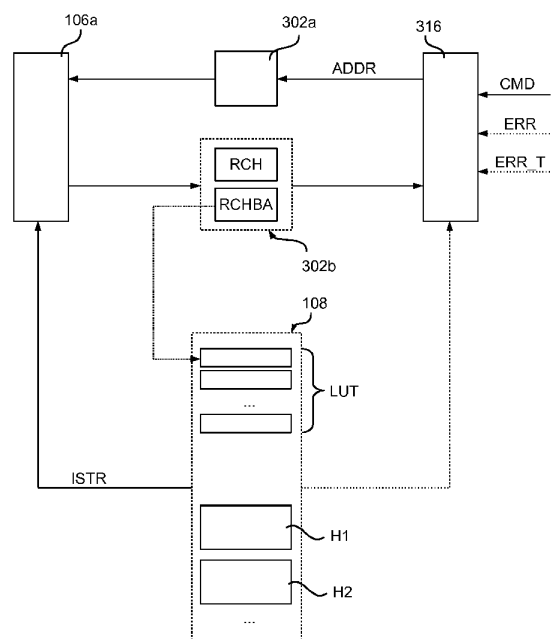 106a
302a
316
ADDR
CMD
ERR
ERR_T
RCH
RCHBA
302b
108
LUT
...
ISTR
H1
H2
...